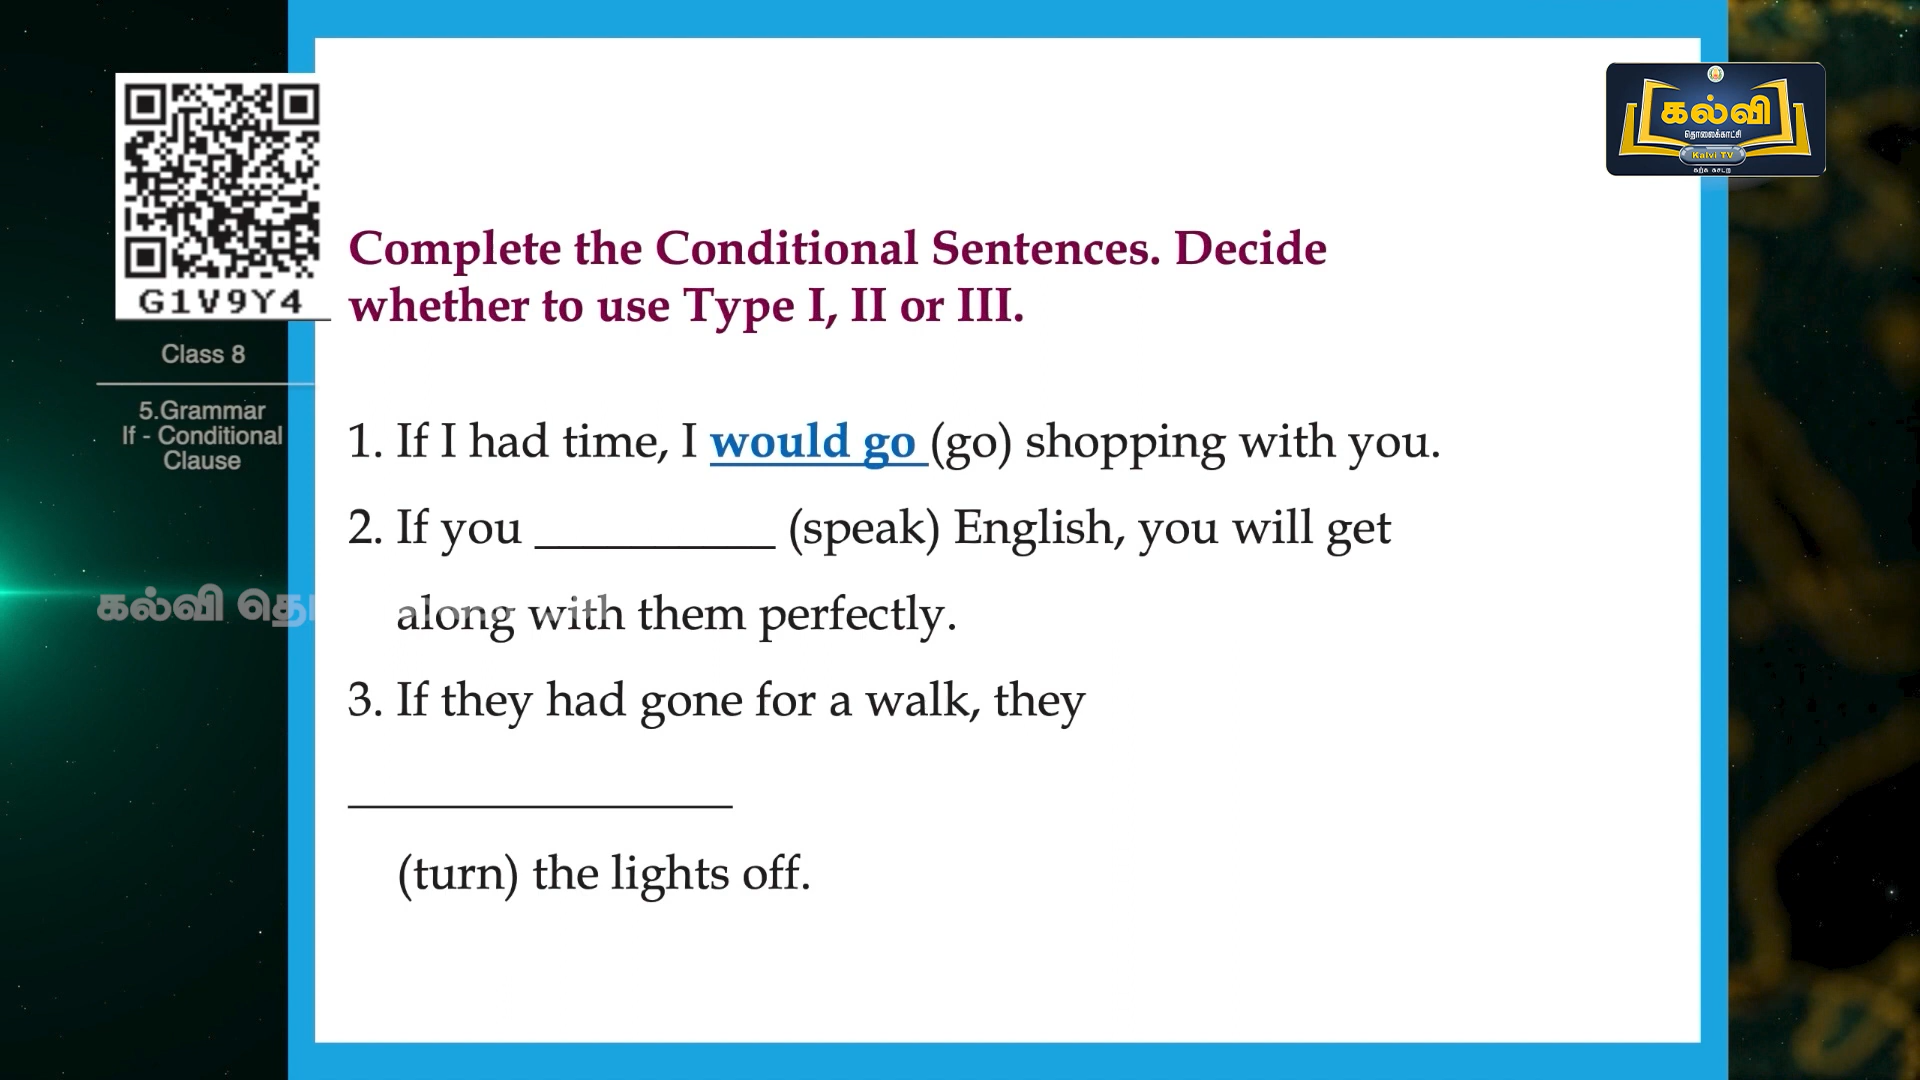 கல்வி
தொலைக்காட்சி
Kalvi TV
கற்க கசடற
G1V9Y4
Class 8
5.Grammar
If - Conditional
Clause
Complete the Conditional Sentences. Decide
whether to use Type I, II or III.
1. If I had time, I would go (go) shopping with you.
2. If you __________ (speak) English, you will get
along with them perfectly.
3. If they had gone for a walk, they
________________
(turn) the lights off.
கல்வி